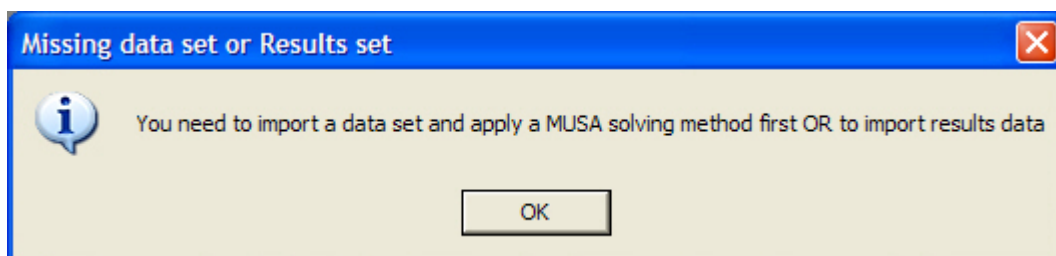 Missing data set or Results set
You need to import a data set and apply a MUSA solving method first OR to import results data
OK